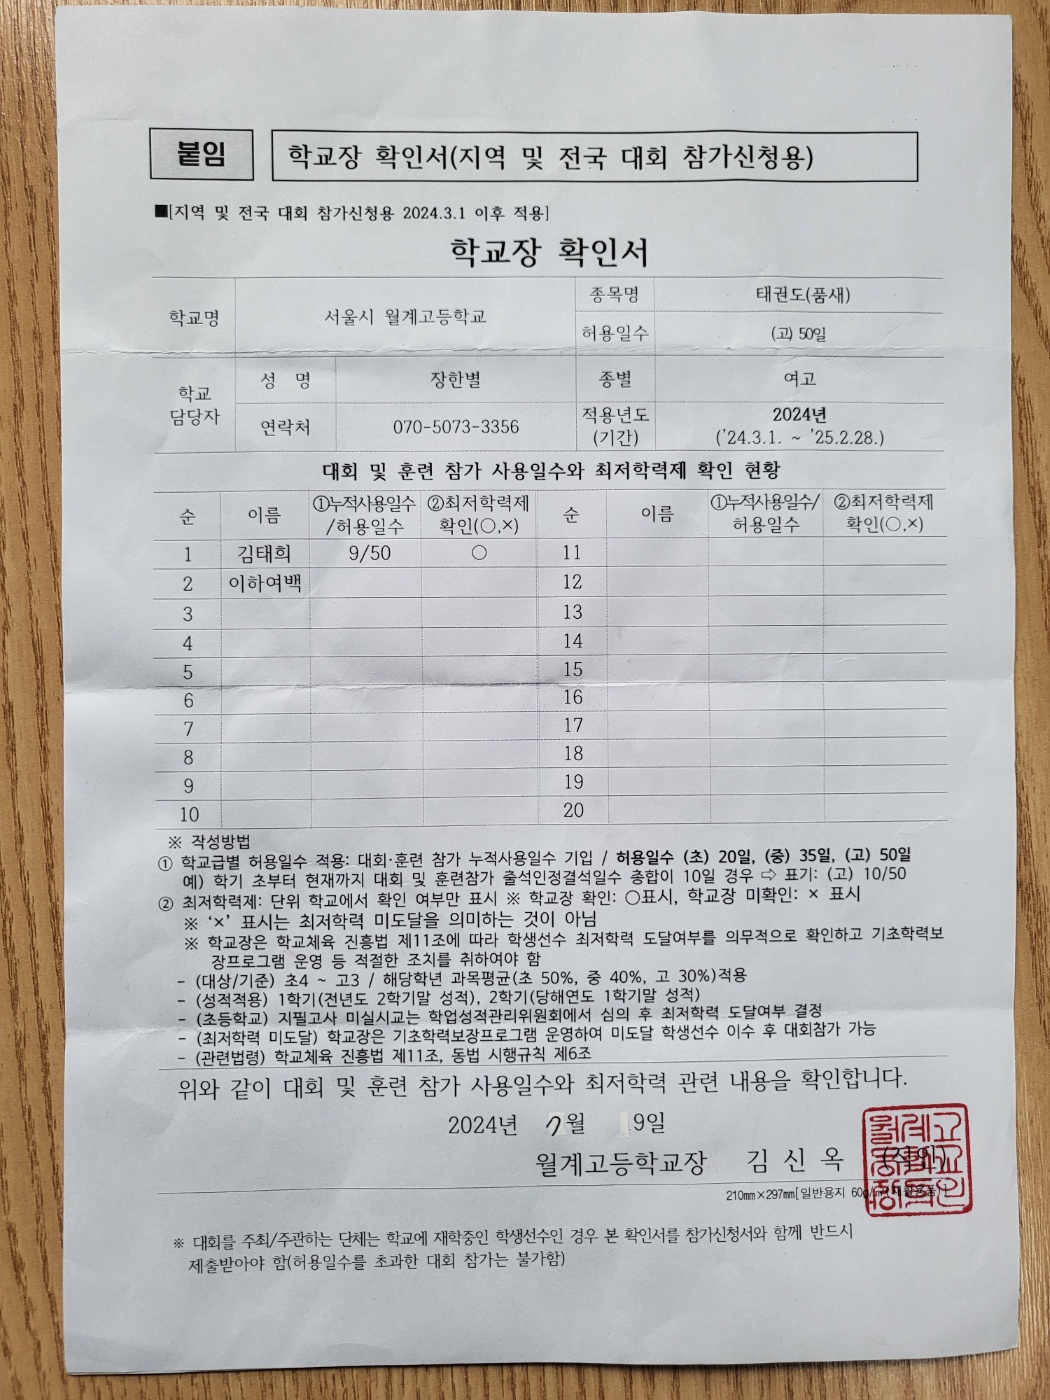 붙임
학교장 확인서(지역 및 전국 대회 참가신청용)
■[지역 및 전국 대회 참가신청용 2024.3.1 이후 적용]
학교장 확인서
학교명 서울시 월계고등학교 종목명 태권도(품새)
허용일수 (고) 50일
학교 담당자 성 명 장한별 종별 여고
연락처 070-5073-3356 적용년도 (기간) 2024년 ('24.3.1. ~ '25.2.28.)
대회 및 훈련 참가 사용일수와 최저학력제 확인 현황
순 이름 ①누적사용일수/허용일수 ②최저학력제 확인(○,×) 순 이름 ①누적사용일수/허용일수 ②최저학력제 확인(○,×)
1 김태희 9/50 ○ 11
2 이하여백 12
3 13
4 14
5 15
6 16
7 17
8 18
9 19
10 20
※ 작성방법
① 학교급별 허용일수 적용: 대회·훈련 참가 누적사용일수 기입 / 허용일수 (초) 20일, (중) 35일, (고) 50일
예) 학기 초부터 현재까지 대회 및 훈련참가 출석인정결석일수 총합이 10일 경우 ⇨ 표기: (고) 10/50
② 최저학력제: 단위 학교에서 확인 여부만 표시 ※ 학교장 확인: ○표시, 학교장 미확인: × 표시
※ '×' 표시는 최저학력 미도달을 의미하는 것이 아님
※ 학교장은 학교체육 진흥법 제11조에 따라 학생선수 최저학력 도달여부를 의무적으로 확인하고 기초학력보
장프로그램 운영 등 적절한 조치를 취하여야 함
- (대상/기준) 초4 ~ 고3 / 해당학년 과목평균(초 50%, 중 40%, 고 30%)적용
- (성적적용) 1학기(전년도 2학기말 성적), 2학기(당해연도 1학기말 성적)
- (초등학교) 지필고사 미실시교는 학업성적관리위원회에서 심의 후 최저학력 도달여부 결정
- (최저학력 미도달) 학교장은 기초학력보장프로그램 운영하여 미도달 학생선수 이수 후 대회참가 가능
- (관련법령) 학교체육 진흥법 제11조, 동법 시행규칙 제6조
위와 같이 대회 및 훈련 참가 사용일수와 최저학력 관련 내용을 확인합니다.
2024년 7월 19일
월계고등학교장 김 신 옥 (직인)
월계고
210㎜×297㎜[일반용지 60g/㎡
※ 대회를 주최/주관하는 단체는 학교에 재학중인 학생선수인 경우 본 확인서를 참가신청서와 함께 반드시
제출받아야 함(허용일수를 초과한 대회 참가는 불가함)